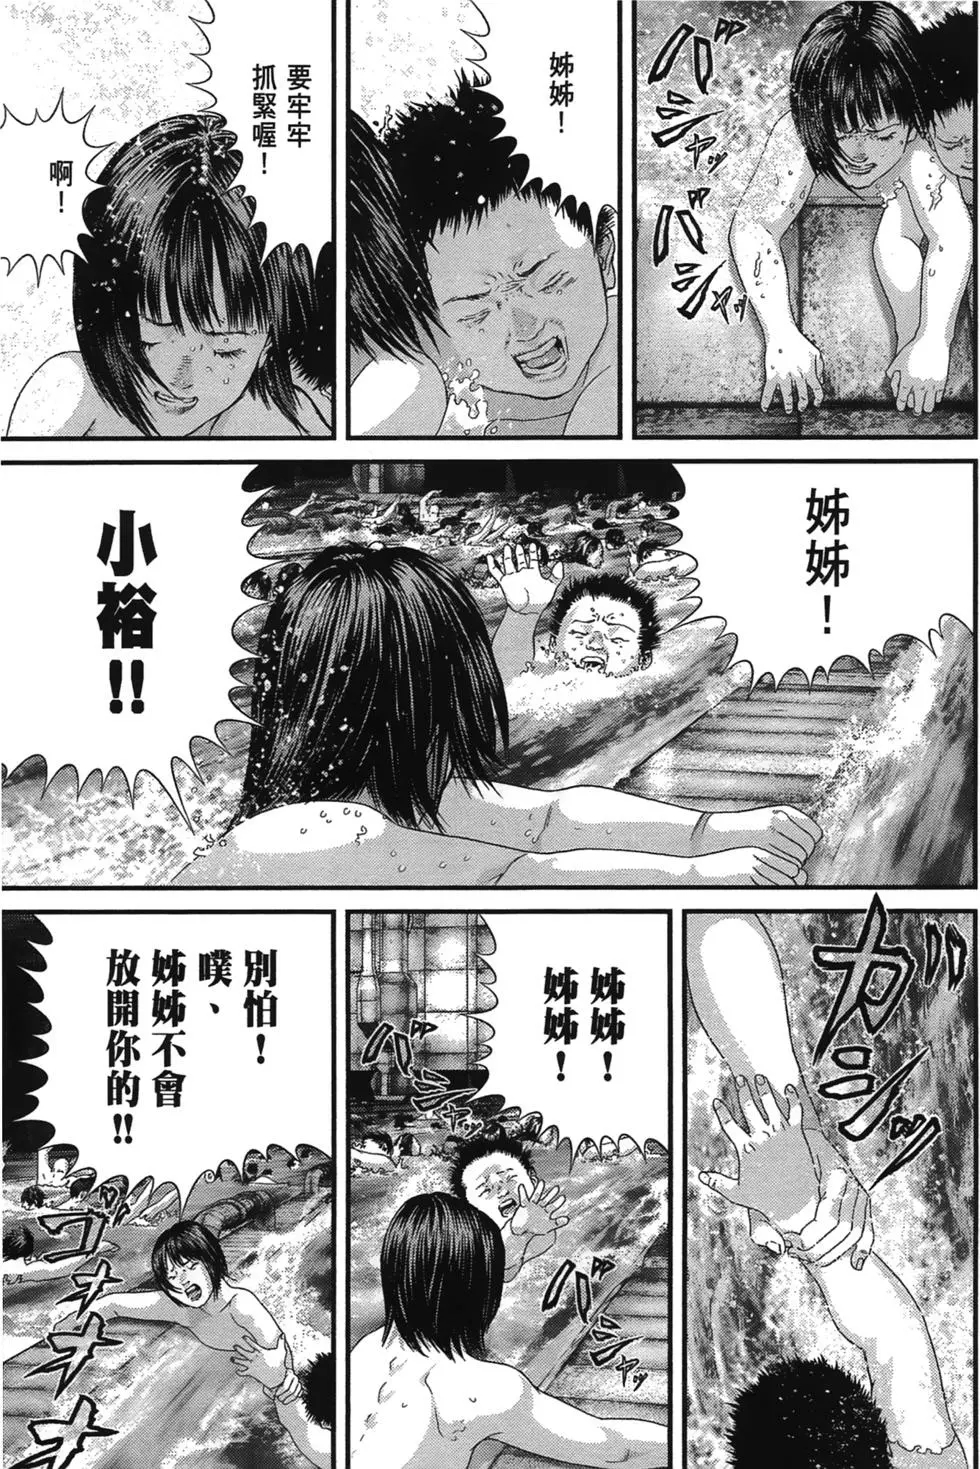 バシャッ
バシャッ
姊姊！
要牢牢
抓緊喔！
啊！
姊姊！
小裕!!
ガシッ
姊姊！
姊姊！
バシャッ
バシャッ
別怕！
噗、
姊姊不會
放開你的!!
ゴオオオ